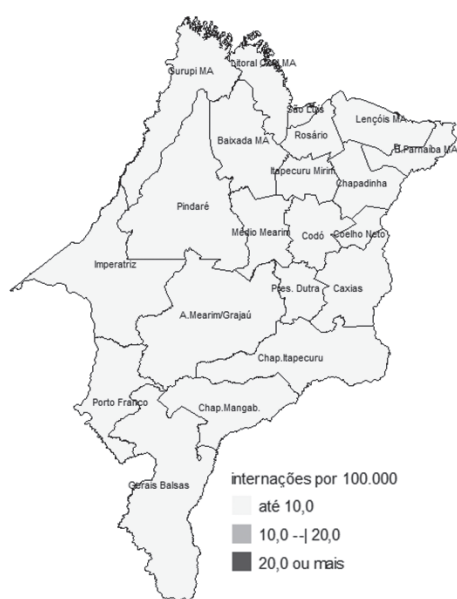 Gurupi MA
Litoral Ocid.MA
São Luís
Lençóis MA
Rosário
Baixada MA
B.Parnaíba MA
Itapecuru Mirim
Chapadinha
Pindaré
Médio Mearim
Codó
Coelho Neto
Imperatriz
Pres. Dutra
Caxias
A.Mearim/Grajaú
Chap.Itapecuru
Porto Franco
Chap.Mangab.
Gerais Balsas
internações por 100.000
até 10,0
10,0 --| 20,0
20,0 ou mais